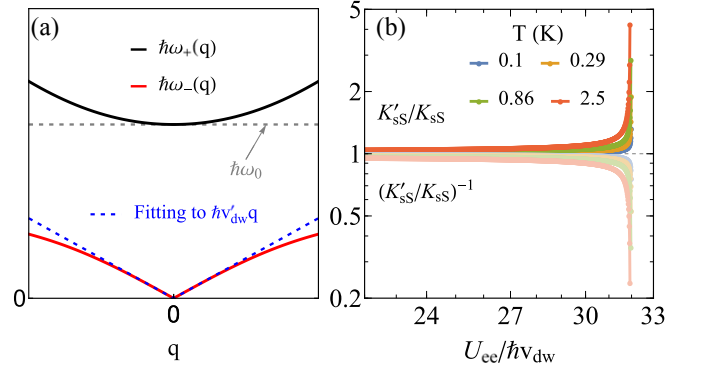 (a)
ℏω₊(q)
ℏω₋(q)
ℏω₀
Fitting to ℏv′dwq
0
0
q
(b)
T (K)
0.1
0.29
0.86
2.5
K′sS/KsS
(K′sS/KsS)⁻¹
5
2
1
0.5
0.2
24
27
30
33
Uee/ℏvdw